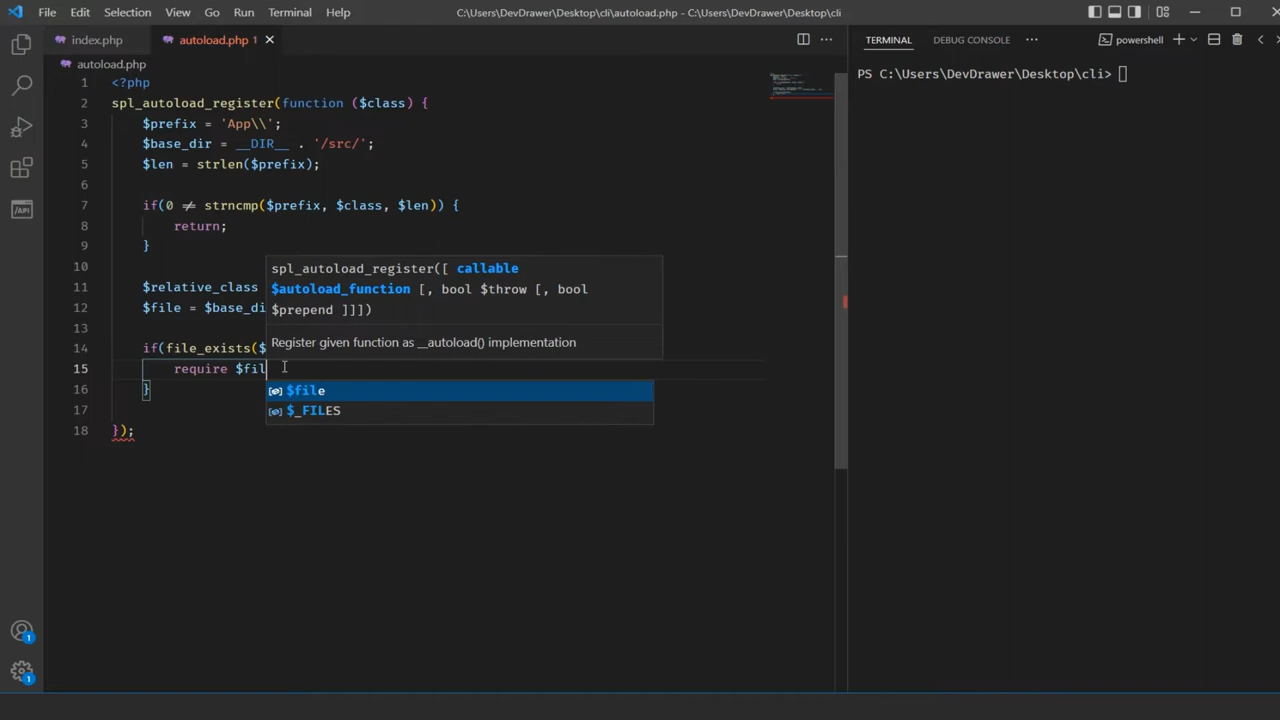 File Edit Selection View Go Run Terminal Help
C:\Users\DevDrawer\Desktop\cli\autoload.php - C:\Users\DevDrawer\Desktop\cli
index.php
autoload.php 1
TERMINAL
DEBUG CONSOLE
powershell
autoload.php
PS C:\Users\DevDrawer\Desktop\cli>
1 <?php
2 spl_autoload_register(function ($class) {
3 $prefix = 'App\\';
4 $base_dir = __DIR__ . '/src/';
5 $len = strlen($prefix);
6
7 if(0 ≠ strncmp($prefix, $class, $len)) {
8 return;
9 }
10
spl_autoload_register([ callable
11 $relative_class
$autoload_function [, bool $throw [, bool
12 $file = $base_di
$prepend ]]])
13
Register given function as __autoload() implementation
14 if(file_exists($
15 require $fil
16 }
$file
$_FILES
17
18 });
/API
1
1